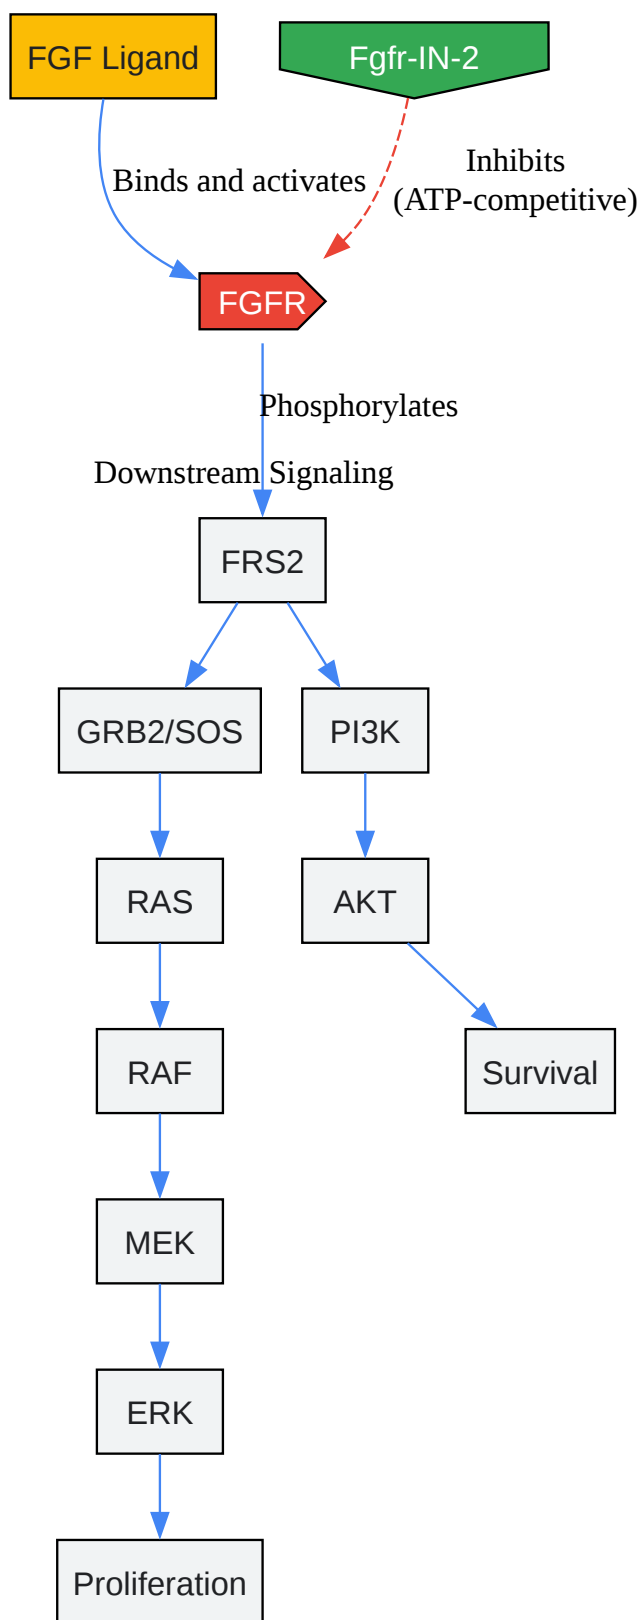 FGF Ligand
Fgfr-IN-2
Binds and activates
Inhibits
(ATP-competitive)
FGFR
Phosphorylates
Downstream Signaling
FRS2
GRB2/SOS
PI3K
RAS
AKT
RAF
Survival
MEK
ERK
Proliferation